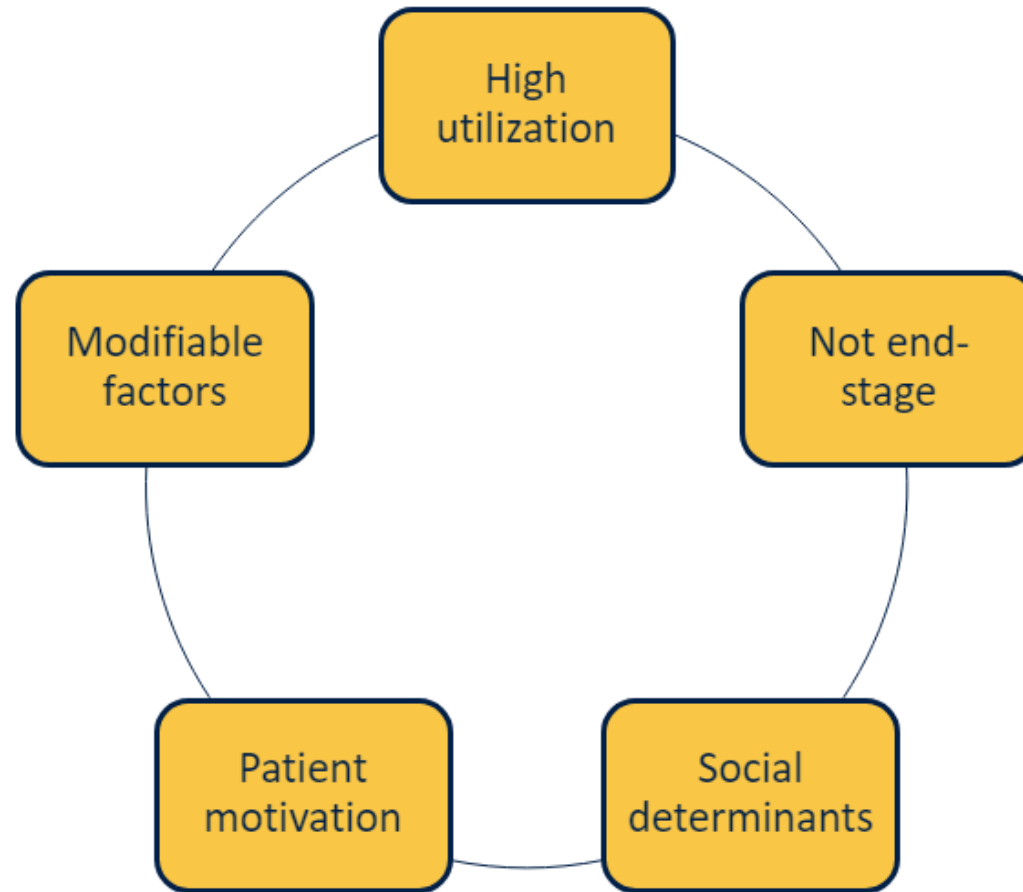 High
utilization
Not end-
stage
Social
determinants
Patient
motivation
Modifiable
factors